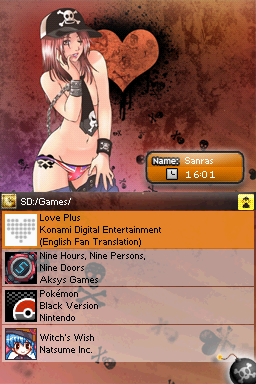 Name: Sanras
16:01
SD:/Games/
Love Plus
Konami Digital Entertainment
(English Fan Translation)
Nine Hours, Nine Persons,
Nine Doors
Aksys Games
Pokémon
Black Version
Nintendo
Witch's Wish
Natsume Inc.